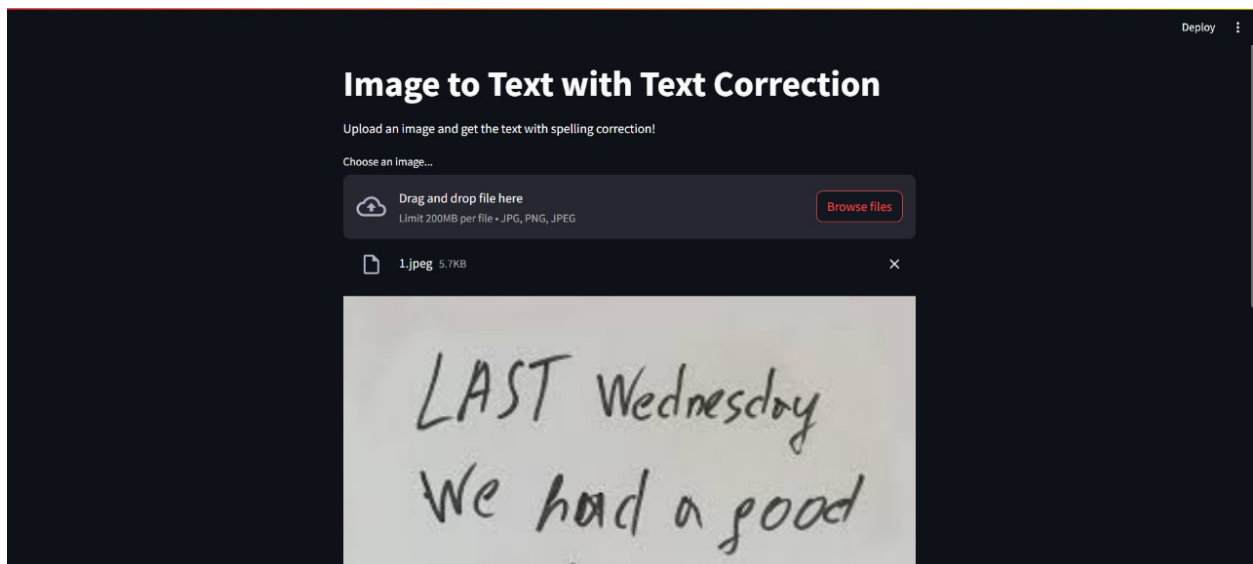 Deploy
Image to Text with Text Correction
Upload an image and get the text with spelling correction!
Choose an image...
Drag and drop file here
Limit 200MB per file • JPG, PNG, JPEG
Browse files
1.jpeg 5.7KB
LAST Wednesday
We had a good